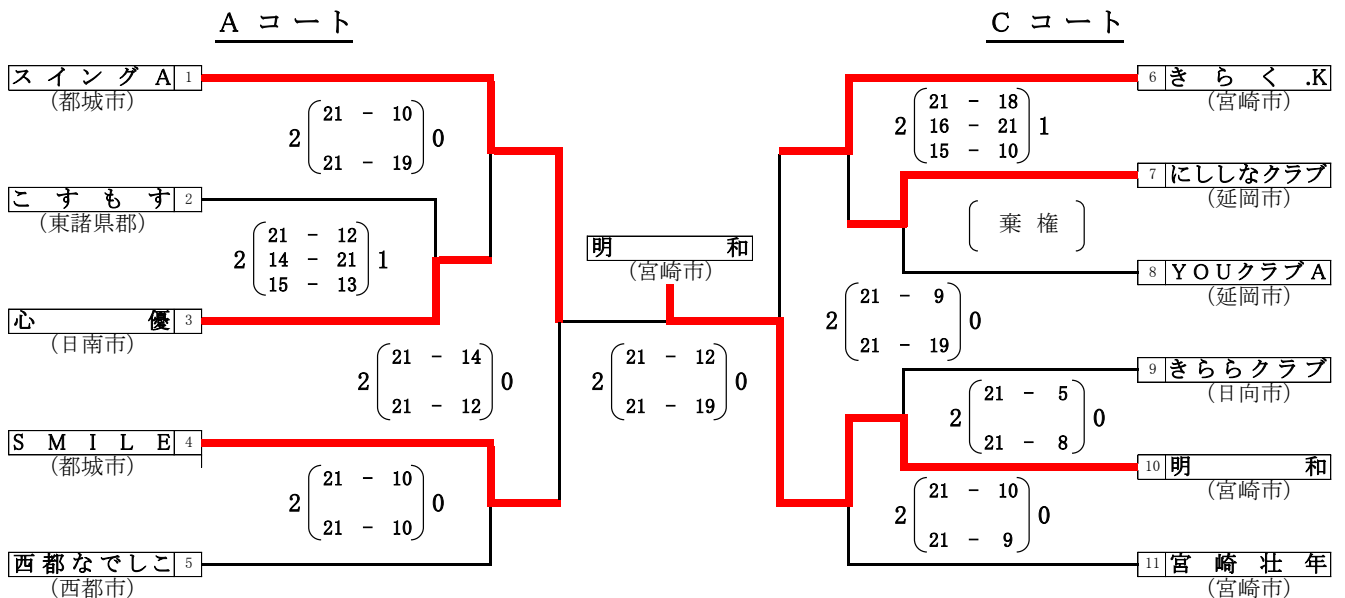 A コート
C コート
スイングA 1
(都城市)
2 21 - 10 0
21 - 19
こすもす 2
(東諸県郡)
21 - 12
2 14 - 21 1
15 - 13
心優 3
(日南市)
21 - 14
2 0
21 - 12
SMILE 4
(都城市)
21 - 10
2 0
21 - 10
西都なでしこ 5
(西都市)
明和
(宮崎市)
21 - 12
2 0
21 - 19
6 きらく.K
(宮崎市)
21 - 18
2 16 - 21 1
15 - 10
7 にししなクラブ
(延岡市)
棄権
8 YOUクラブA
(延岡市)
21 - 9
2 0
21 - 19
9 きららクラブ
(日向市)
21 - 5
2 0
21 - 8
10 明和
(宮崎市)
21 - 10
2 0
21 - 9
11 宮崎壮年
(宮崎市)